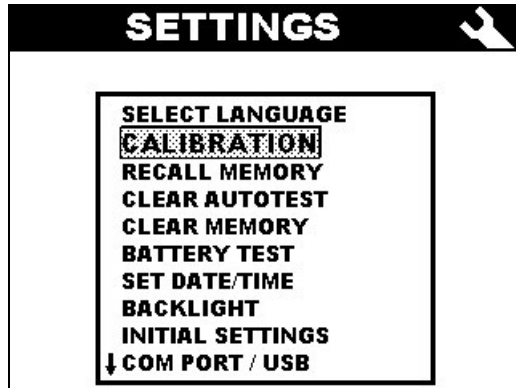 SETTINGS
SELECT LANGUAGE
CALIBRATION
RECALL MEMORY
CLEAR AUTOTEST
CLEAR MEMORY
BATTERY TEST
SET DATE/TIME
BACKLIGHT
INITIAL SETTINGS
↓COM PORT / USB